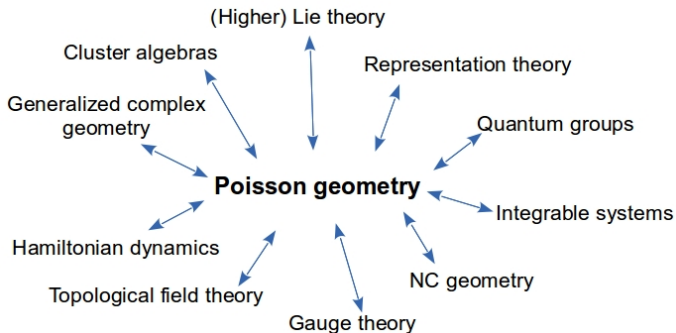 (Higher) Lie theory
Cluster algebras
Representation theory
Generalized complex
geometry
Quantum groups
Poisson geometry
Integrable systems
Hamiltonian dynamics
NC geometry
Topological field theory
Gauge theory